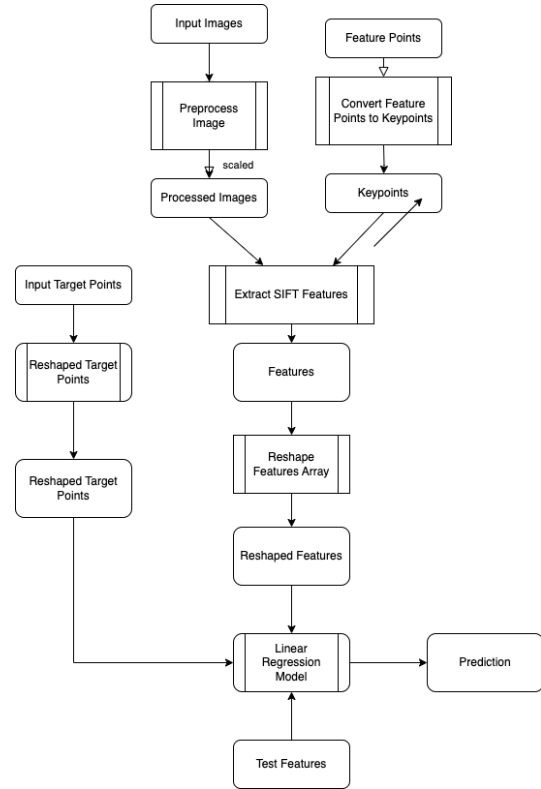 Input Images
Feature Points
Preprocess
Image
Convert Feature
Points to Keypoints
scaled
Processed Images
Keypoints
Input Target Points
Extract SIFT Features
Reshaped Target
Points
Features
Reshape
Features Array
Reshaped Target
Points
Reshaped Features
Linear
Regression
Model
Prediction
Test Features